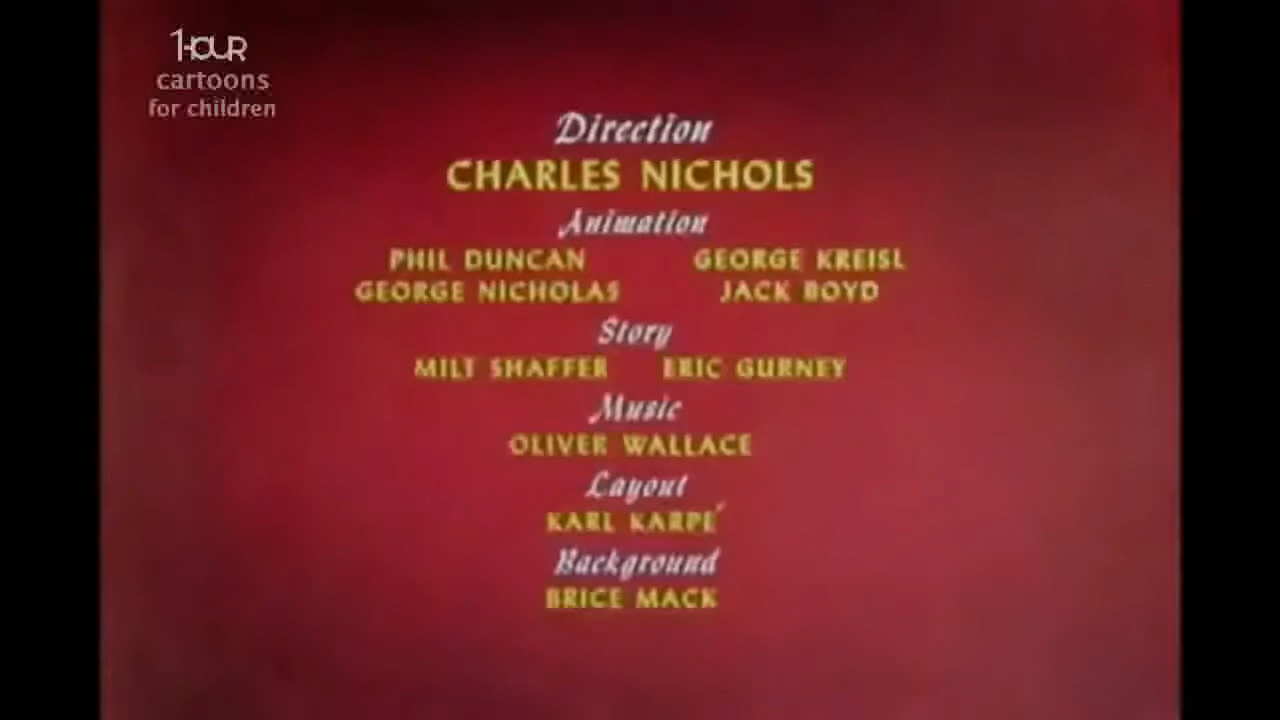 1-HOUR
cartoons
for children
Direction
CHARLES NICHOLS
Animation
PHIL DUNCAN GEORGE KREISL
GEORGE NICHOLAS JACK BOYD
Story
MILT SHAFFER ERIC GURNEY
Music
OLIVER WALLACE
Layout
KARL KARPÉ
Background
BRICE MACK